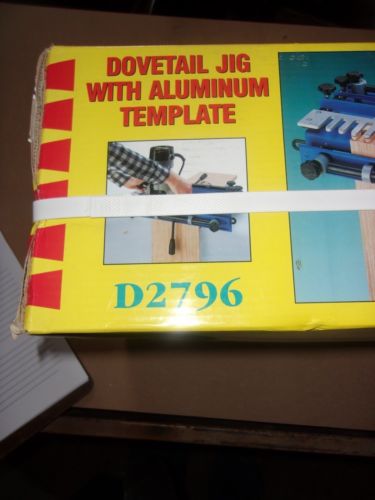 DOVETAIL JIG
WITH ALUMINUM
TEMPLATE
D2796